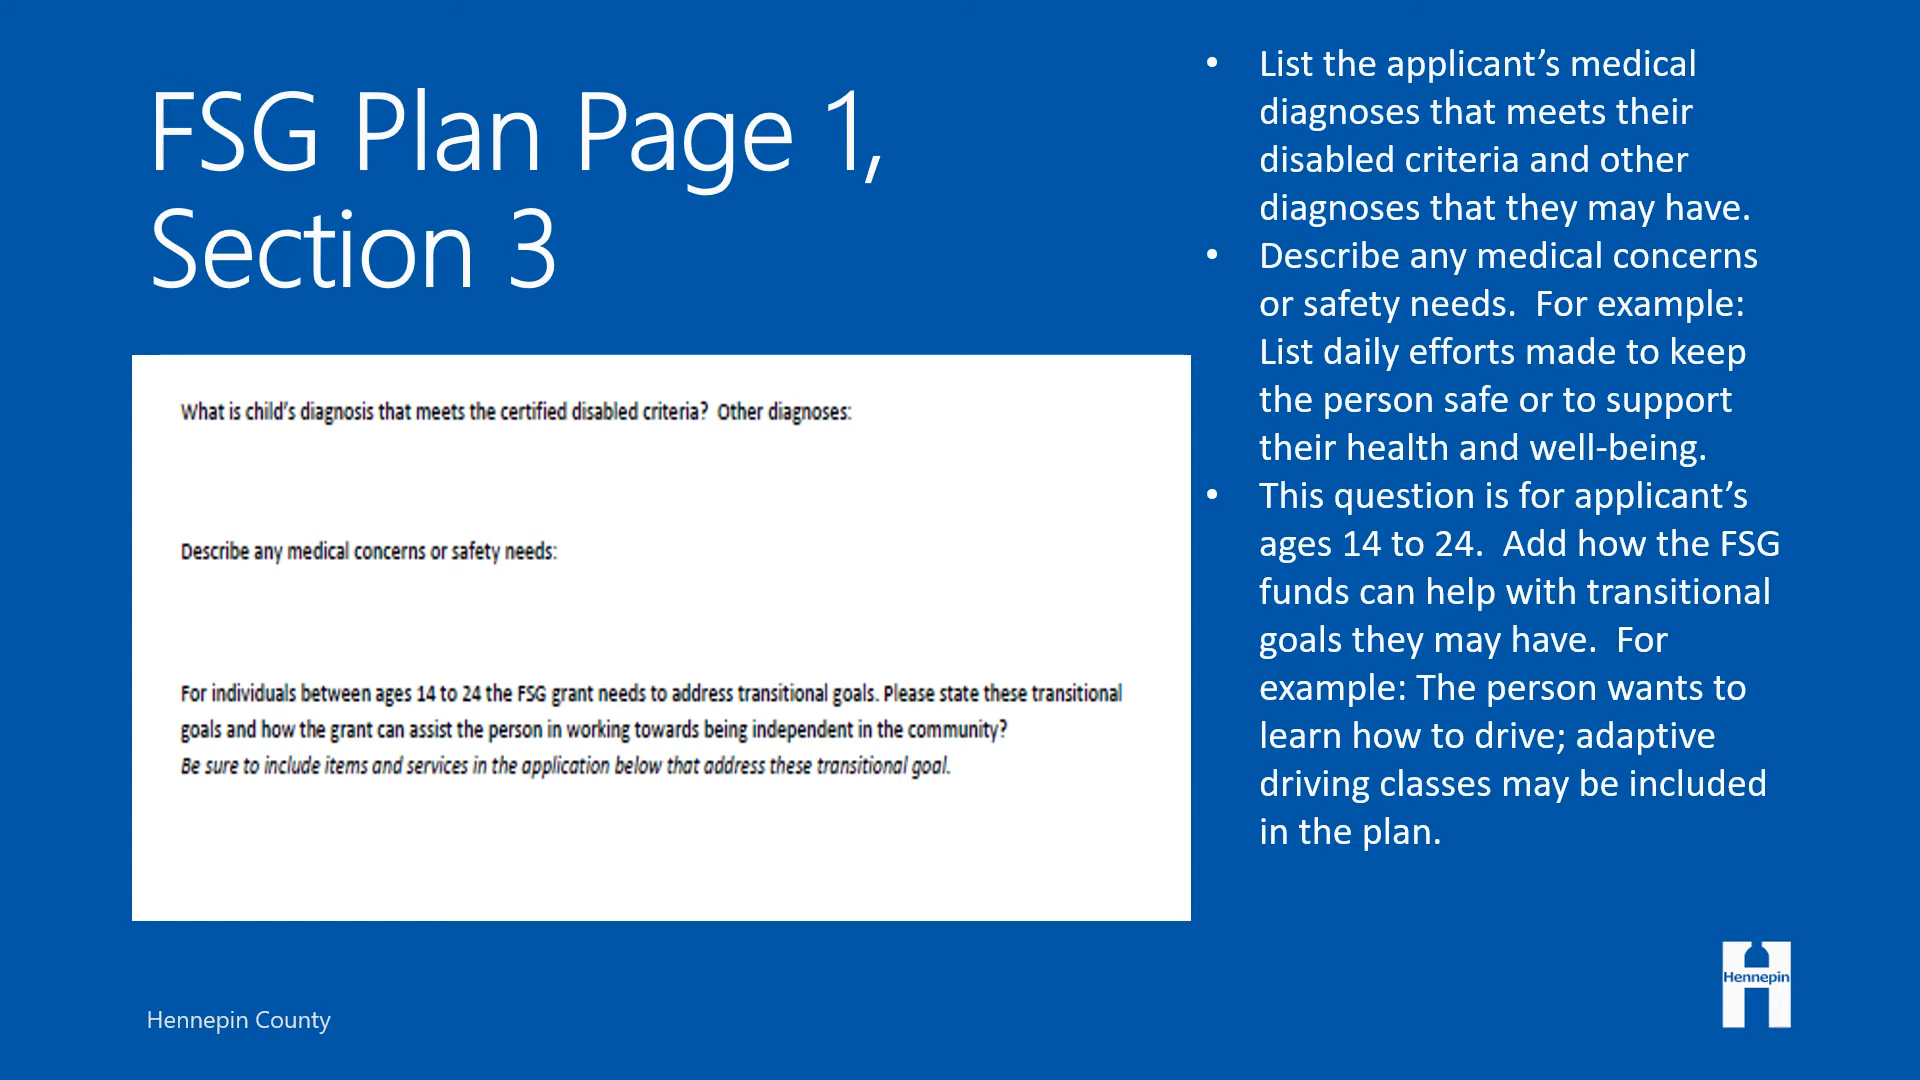 FSG Plan Page 1,
Section 3
What is child’s diagnosis that meets the certified disabled criteria?  Other diagnoses:
Describe any medical concerns or safety needs:
For individuals between ages 14 to 24 the FSG grant needs to address transitional goals. Please state these transitional
goals and how the grant can assist the person in working towards being independent in the community?
Be sure to include items and services in the application below that address these transitional goal.
• List the applicant’s medical
diagnoses that meets their
disabled criteria and other
diagnoses that they may have.
• Describe any medical concerns
or safety needs.  For example:
List daily efforts made to keep
the person safe or to support
their health and well-being.
• This question is for applicant’s
ages 14 to 24.  Add how the FSG
funds can help with transitional
goals they may have.  For
example: The person wants to
learn how to drive; adaptive
driving classes may be included
in the plan.
Hennepin
Hennepin County